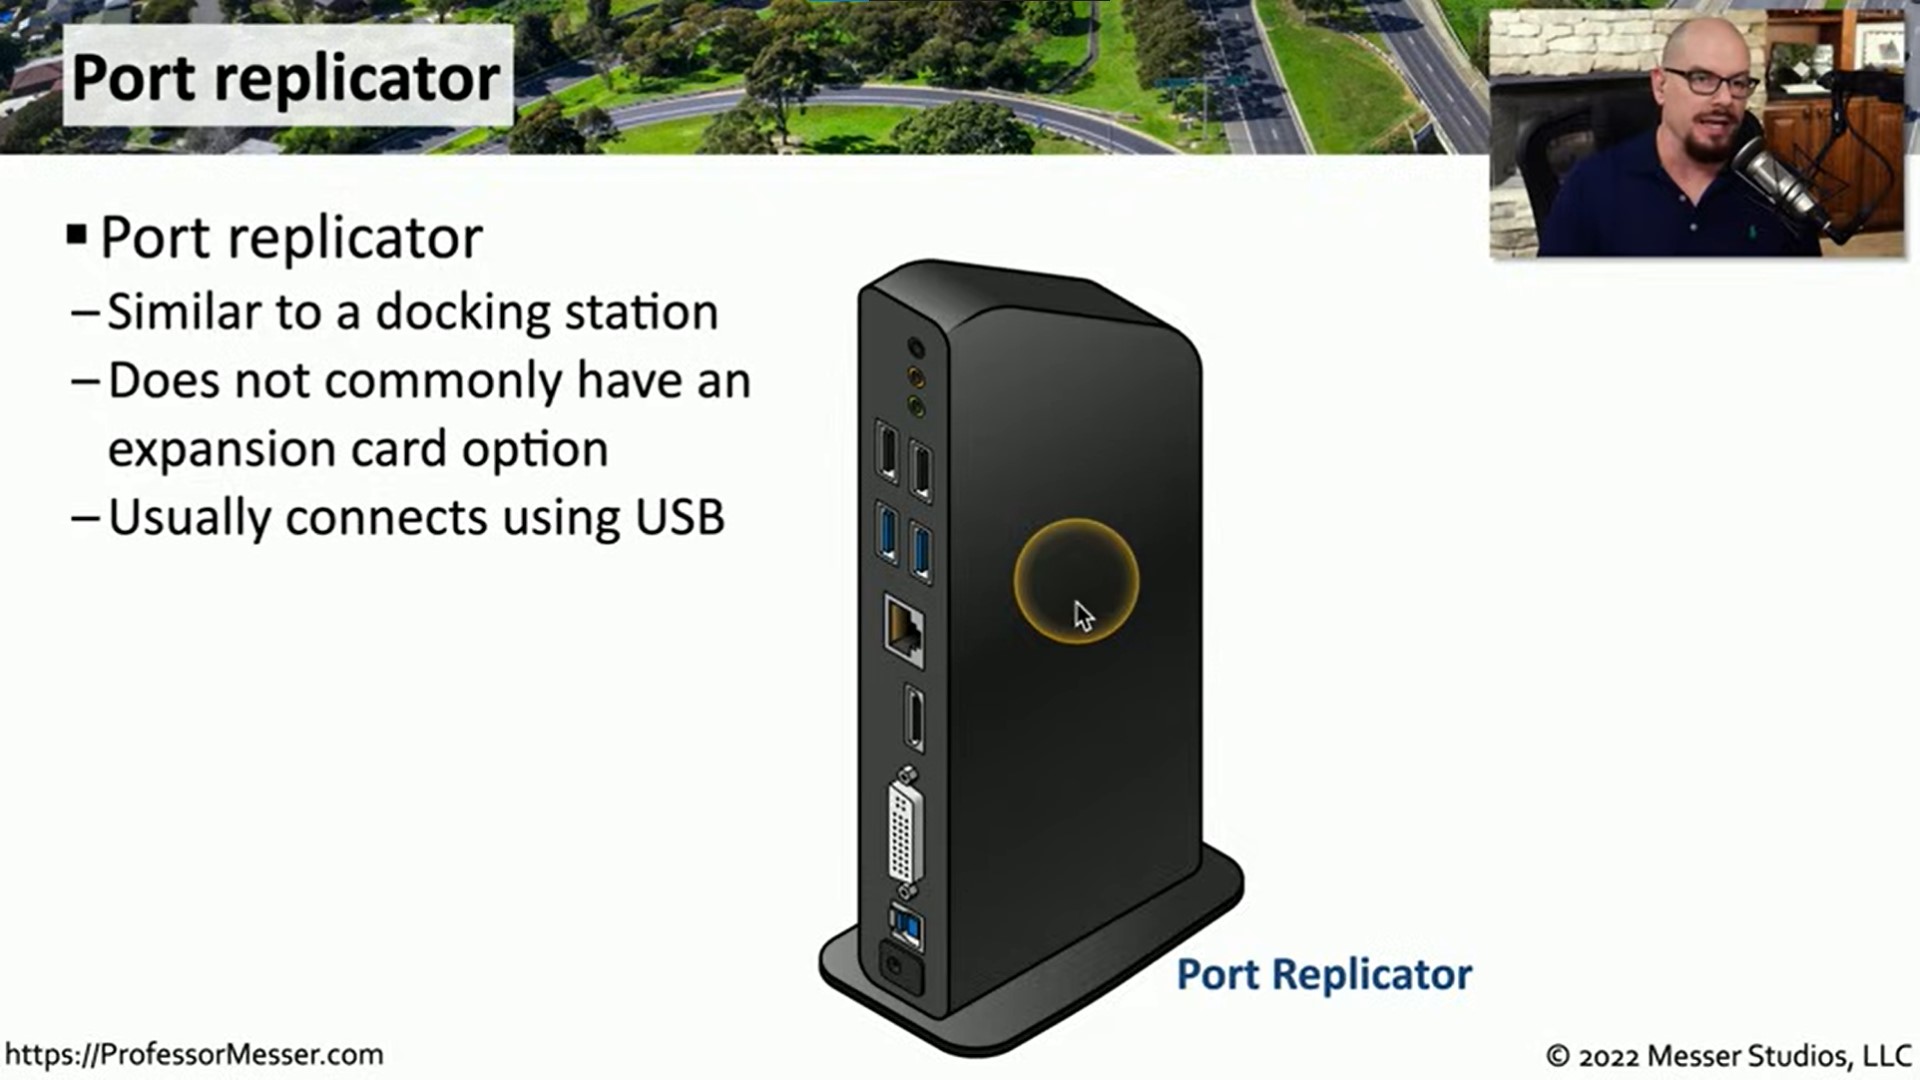 Port replicator
▪ Port replicator
– Similar to a docking station
– Does not commonly have an
expansion card option
– Usually connects using USB
Port Replicator
https://ProfessorMesser.com
© 2022 Messer Studios, LLC